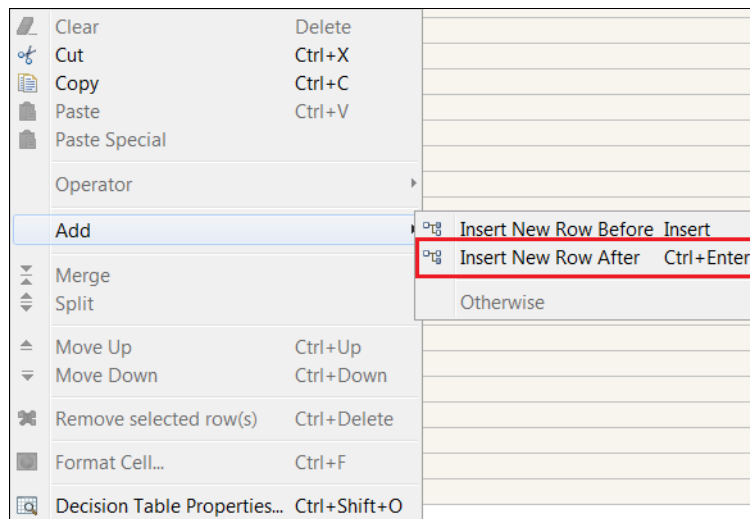 Clear Delete
Cut Ctrl+X
Copy Ctrl+C
Paste Ctrl+V
Paste Special
Operator
Add
Insert New Row Before Insert
Insert New Row After Ctrl+Enter
Merge
Split
Otherwise
Move Up Ctrl+Up
Move Down Ctrl+Down
Remove selected row(s) Ctrl+Delete
Format Cell... Ctrl+F
Decision Table Properties... Ctrl+Shift+O